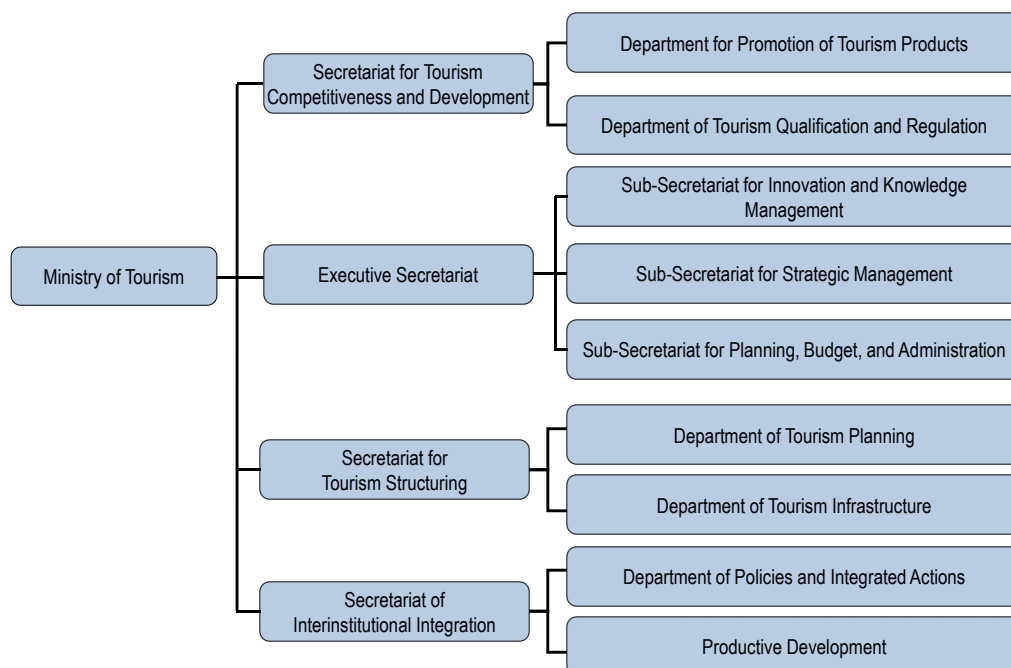 Ministry of Tourism
Secretariat for Tourism
Competitiveness and Development
Department for Promotion of Tourism Products
Department of Tourism Qualification and Regulation
Executive Secretariat
Sub-Secretariat for Innovation and Knowledge
Management
Sub-Secretariat for Strategic Management
Sub-Secretariat for Planning, Budget, and Administration
Secretariat for
Tourism Structuring
Department of Tourism Planning
Department of Tourism Infrastructure
Secretariat of
Interinstitutional Integration
Department of Policies and Integrated Actions
Productive Development